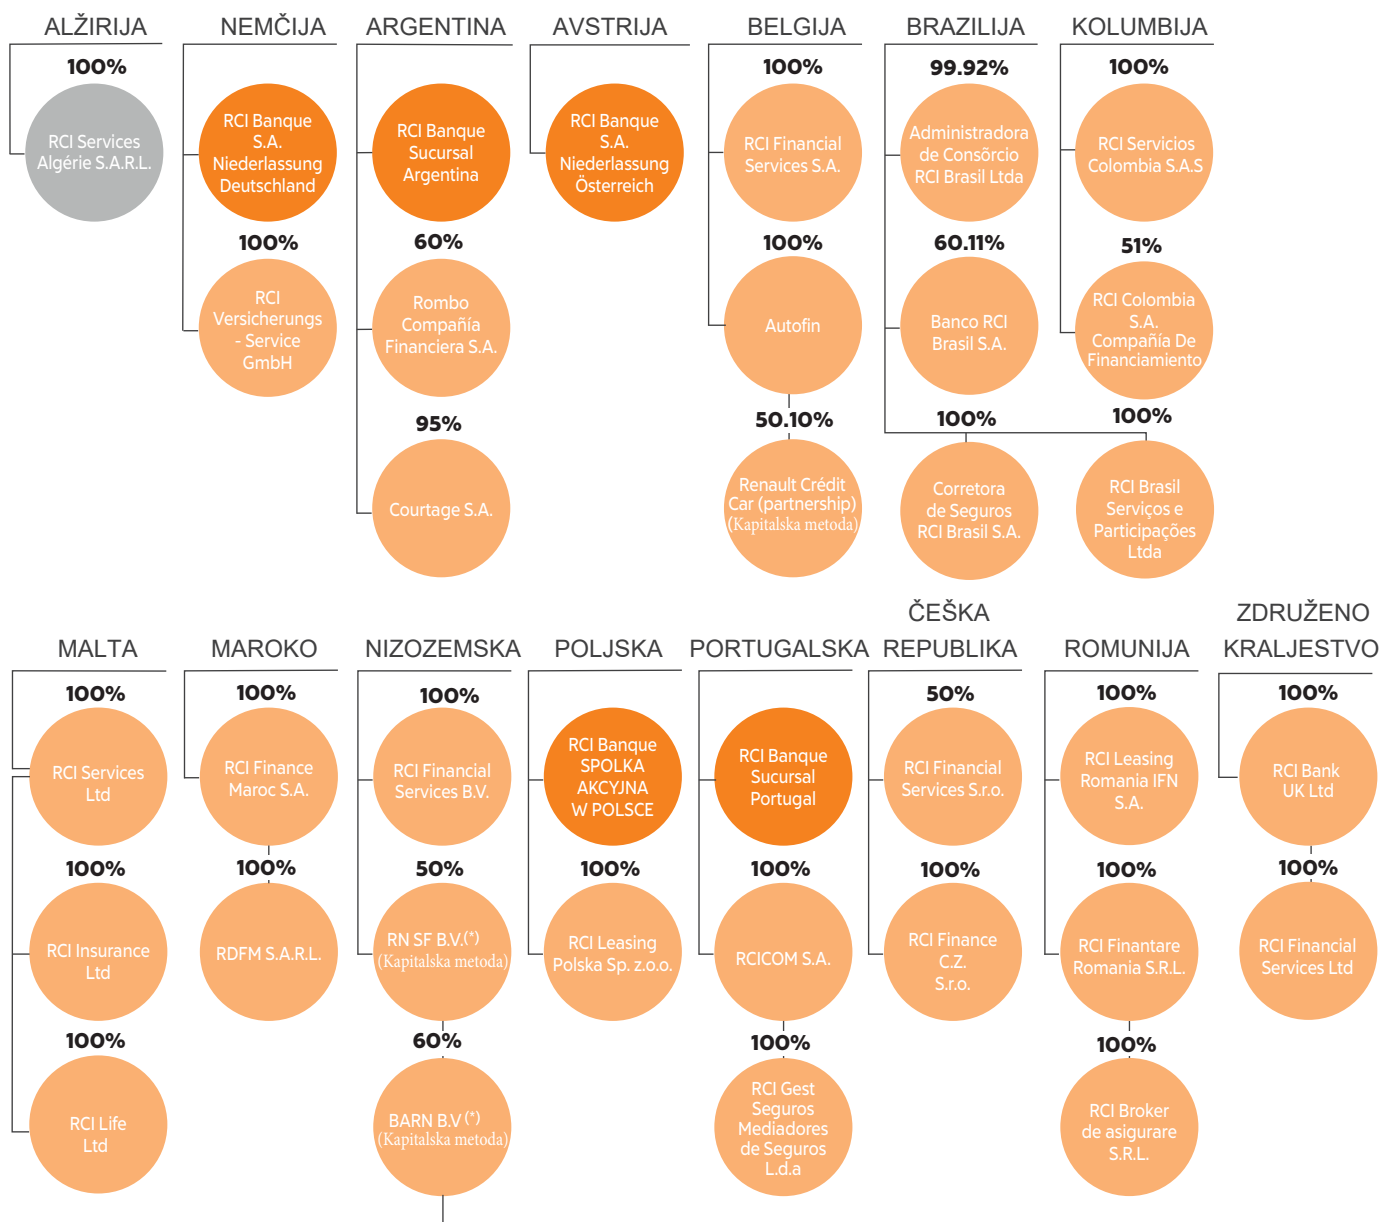 ALŽIRIJA
100%
RCI Services
Algérie S.A.R.L.
NEMČIJA
RCI Banque
S.A.
Niederlassung
Deutschland
100%
RCI
Versicherungs
- Service
GmbH
ARGENTINA
RCI Banque
Sucursal
Argentina
60%
Rombo
Compañía
Financiera S.A.
95%
Courtage S.A.
AVSTRIJA
RCI Banque
S.A.
Niederlassung
Österreich
BELGIJA
100%
RCI Financial
Services S.A.
100%
Autofin
50.10%
Renault Crédit
Car (partnership)
(Kapitalska metoda)
BRAZILIJA
99.92%
Administradora
de Consõrcio
RCI Brasil Ltda
60.11%
Banco RCI
Brasil S.A.
100%
Corretora
de Seguros
RCI Brasil S.A.
100%
RCI Brasil
Serviços e
Participações
Ltda
KOLUMBIJA
100%
RCI Servicios
Colombia S.A.S
51%
RCI Colombia
S.A.
Compañía De
Financiamiento
MALTA
100%
RCI Services
Ltd
100%
RCI Insurance
Ltd
100%
RCI Life
Ltd
MAROKO
100%
RCI Finance
Maroc S.A.
100%
RDFM S.A.R.L.
NIZOZEMSKA
100%
RCI Financial
Services B.V.
50%
RN SF B.V.(*)
(Kapitalska metoda)
60%
BARN B.V(*)
(Kapitalska metoda)
POLJSKA
RCI Banque
SPOLKA
AKCYJNA
W POLSCE
100%
RCI Leasing
Polska Sp. z.o.o.
PORTUGALSKA
RCI Banque
Sucursal
Portugal
100%
RCICOM S.A.
100%
RCI Gest
Seguros
Mediadores
de Seguros
L.d.a
ČEŠKA
REPUBLIKA
50%
RCI Financial
Services S.r.o.
100%
RCI Finance
C.Z.
S.r.o.
ROMUNIJA
100%
RCI Leasing
Romania IFN
S.A.
100%
RCI Finantare
Romania S.R.L.
100%
RCI Broker
de asigurare
S.R.L.
ZDRUŽENO
KRALJESTVO
100%
RCI Bank
UK Ltd
100%
RCI Financial
Services Ltd